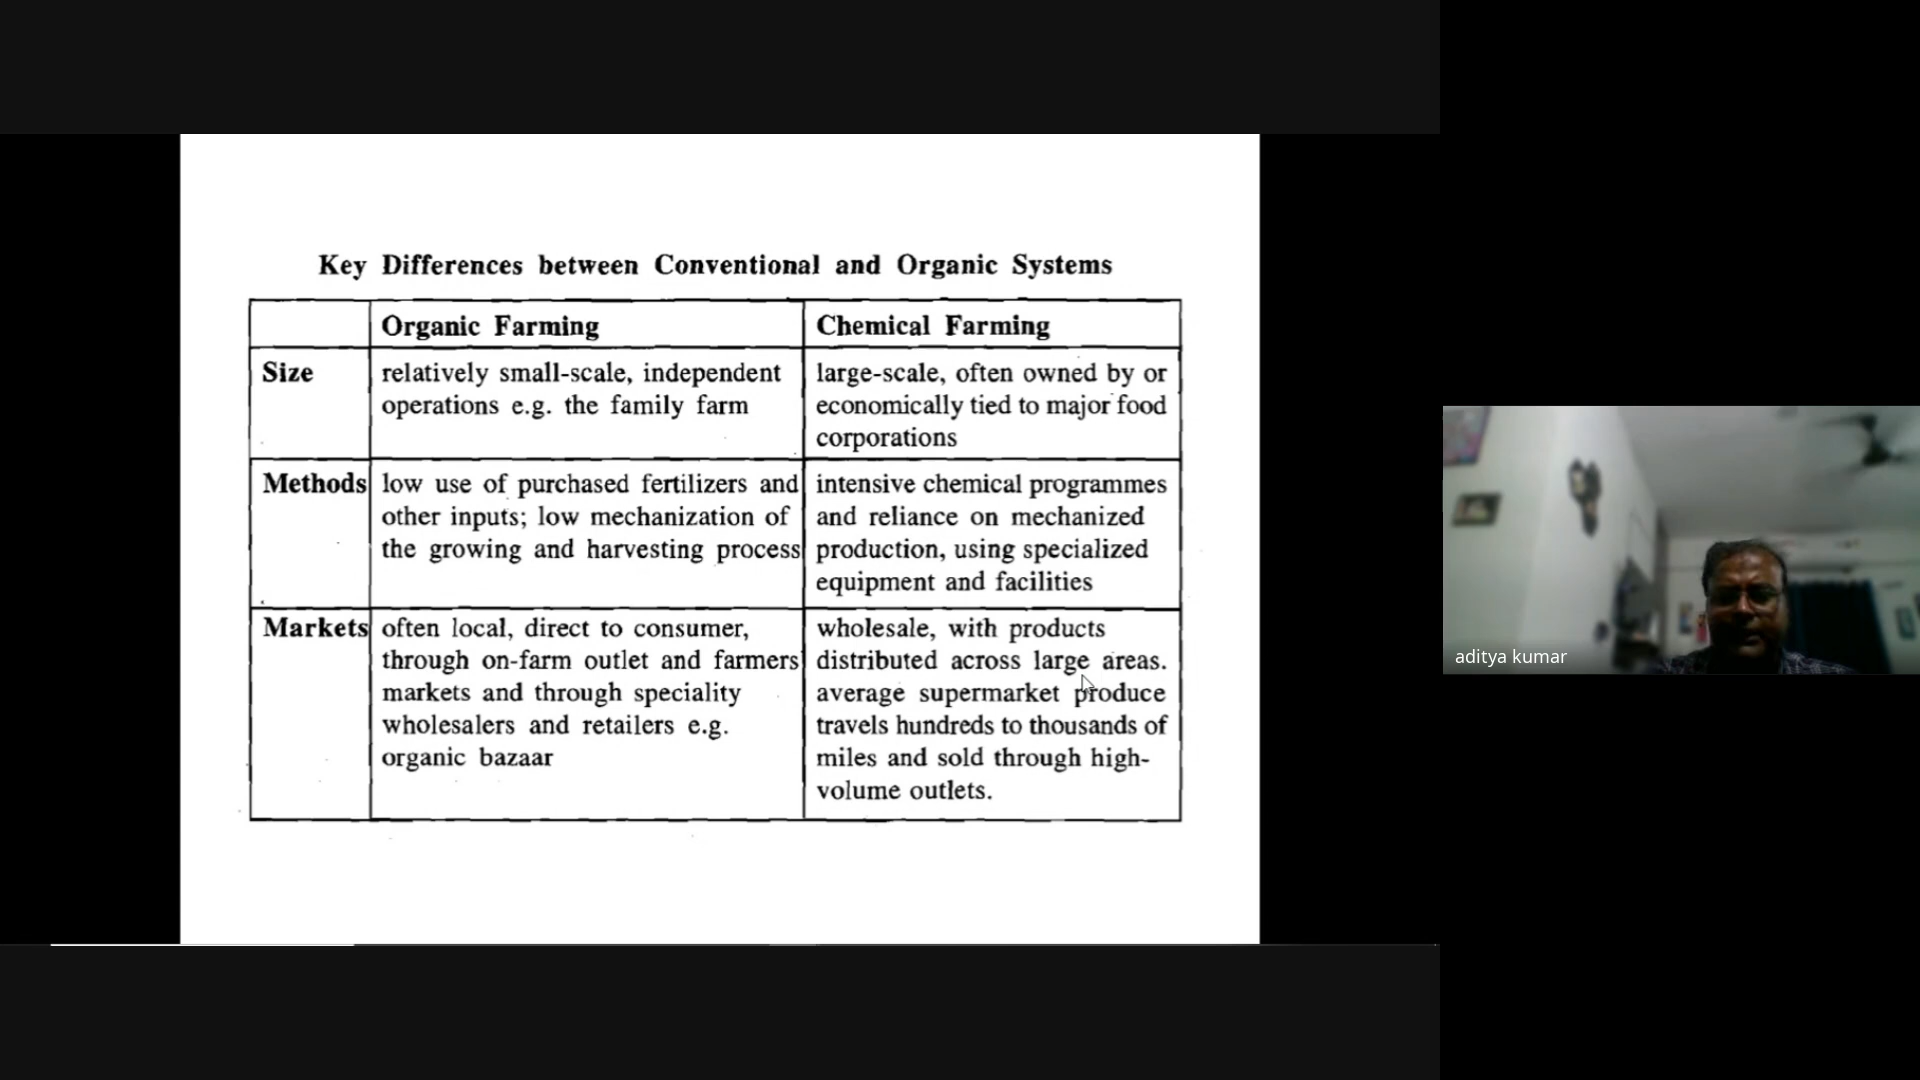 Key Differences between Conventional and Organic Systems
Organic Farming
Chemical Farming
Size
relatively small-scale, independent
operations e.g. the family farm
large-scale, often owned by or
economically tied to major food
corporations
Methods
low use of purchased fertilizers and
other inputs; low mechanization of
the growing and harvesting process
intensive chemical programmes
and reliance on mechanized
production, using specialized
equipment and facilities
Markets
often local, direct to consumer,
through on-farm outlet and farmers
markets and through speciality
wholesalers and retailers e.g.
organic bazaar
wholesale, with products
distributed across large areas.
average supermarket produce
travels hundreds to thousands of
miles and sold through high-
volume outlets.
aditya kumar